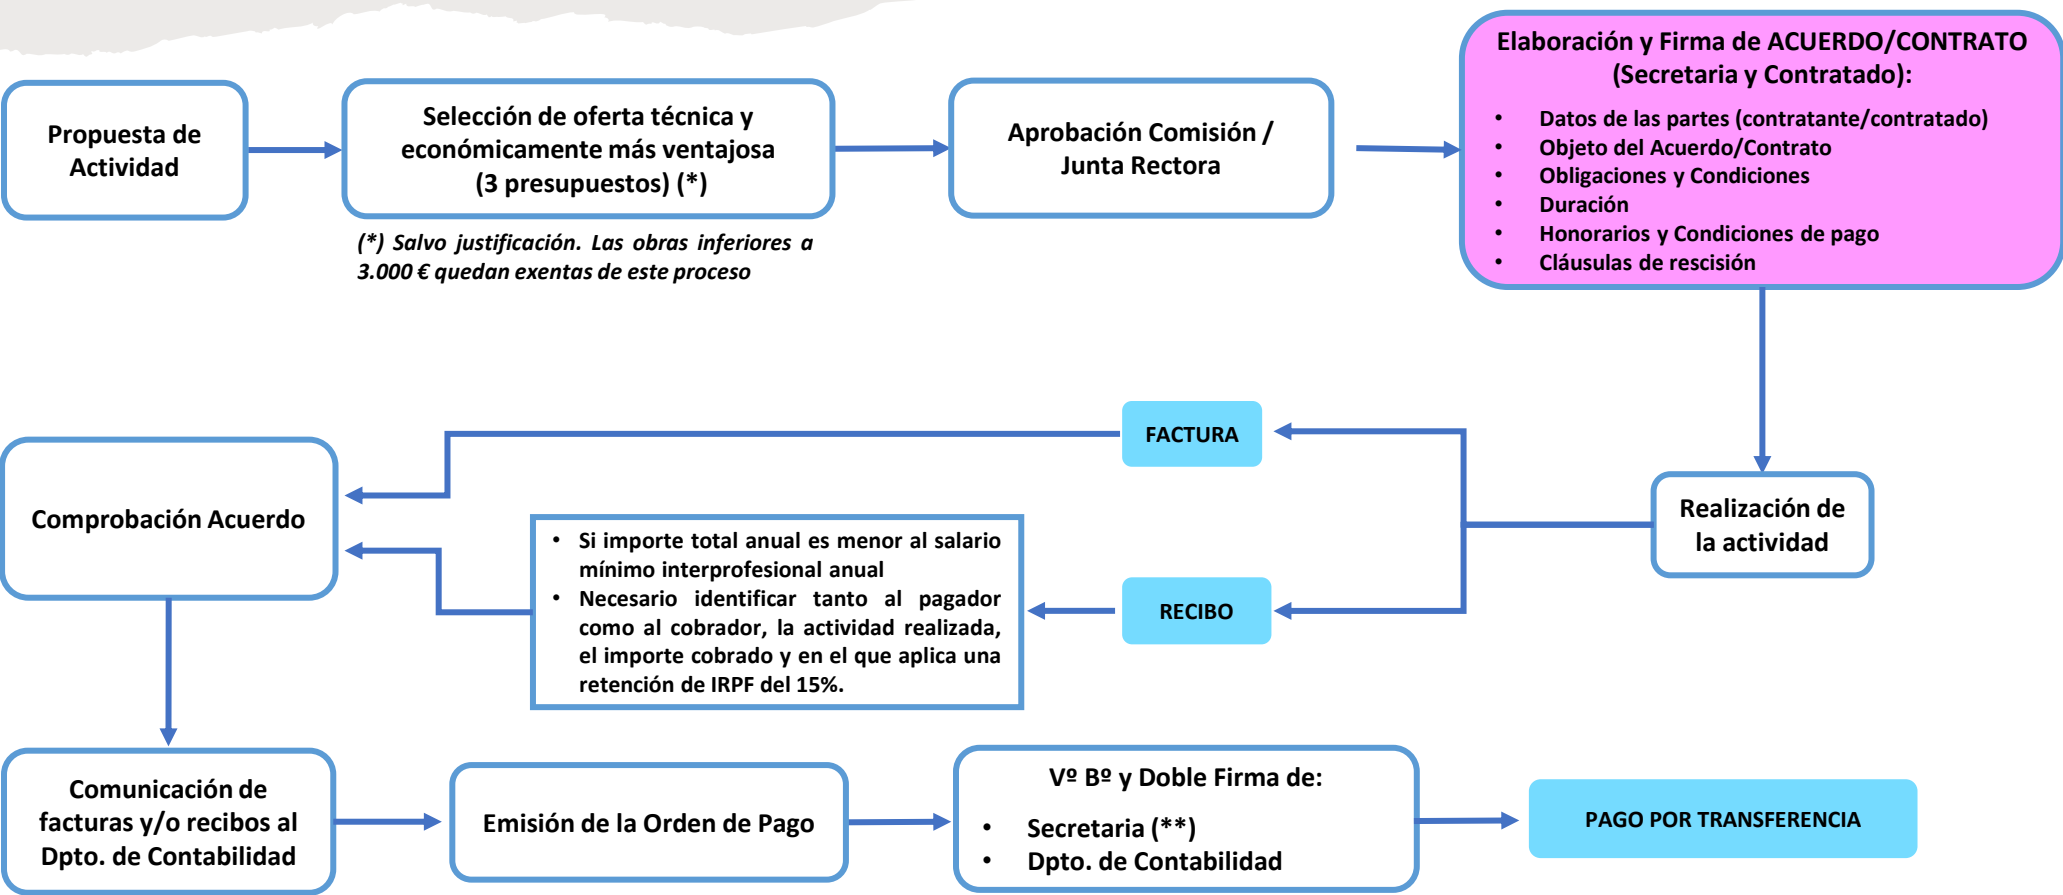 Propuesta de
Actividad
Selección de oferta técnica y
económicamente más ventajosa
(3 presupuestos) (*)
(*) Salvo justificación. Las obras inferiores a
3.000 € quedan exentas de este proceso
Aprobación Comisión /
Junta Rectora
Elaboración y Firma de ACUERDO/CONTRATO
(Secretaria y Contratado):
• Datos de las partes (contratante/contratado)
• Objeto del Acuerdo/Contrato
• Obligaciones y Condiciones
• Duración
• Honorarios y Condiciones de pago
• Cláusulas de rescisión
Realización de
la actividad
FACTURA
RECIBO
• Si importe total anual es menor al salario
mínimo interprofesional anual
• Necesario identificar tanto al pagador
como al cobrador, la actividad realizada,
el importe cobrado y en el que aplica una
retención de IRPF del 15%.
Comprobación Acuerdo
Comunicación de
facturas y/o recibos al
Dpto. de Contabilidad
Emisión de la Orden de Pago
Vº Bº y Doble Firma de:
• Secretaria (**)
• Dpto. de Contabilidad
PAGO POR TRANSFERENCIA